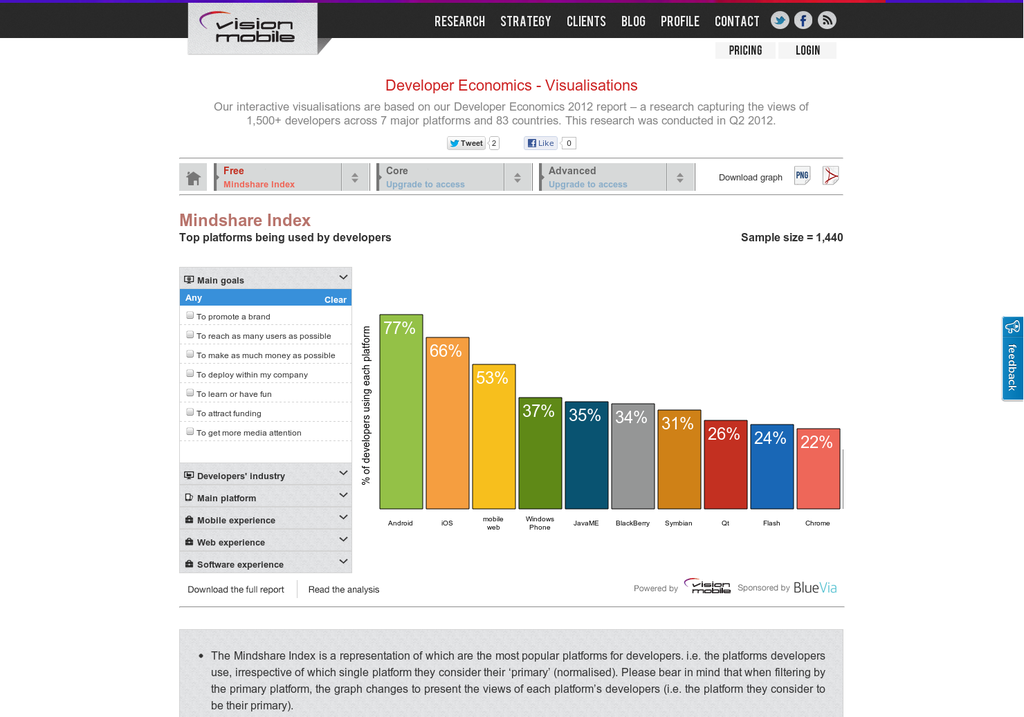 vision
mobile
RESEARCH STRATEGY CLIENTS BLOG PROFILE CONTACT
PRICING LOGIN
Developer Economics - Visualisations
Our interactive visualisations are based on our Developer Economics 2012 report – a research capturing the views of
1,500+ developers across 7 major platforms and 83 countries. This research was conducted in Q2 2012.
Tweet 2 Like 0
Free Core Advanced
Mindshare Index Upgrade to access Upgrade to access
Download graph PNG
Mindshare Index
Top platforms being used by developers Sample size = 1,440
Main goals
Any Clear
To promote a brand
To reach as many users as possible
To make as much money as possible
To deploy within my company
To learn or have fun
To attract funding
To get more media attention
Developers' industry
Main platform
Mobile experience
Web experience
Software experience
% of developers using each platform
77% 66% 53% 37% 35% 34% 31% 26% 24% 22%
Android iOS mobile web Windows Phone JavaME BlackBerry Symbian Qt Flash Chrome
feedback
Download the full report Read the analysis
Powered by vision mobile Sponsored by BlueVia
• The Mindshare Index is a representation of which are the most popular platforms for developers. i.e. the platforms developers
use, irrespective of which single platform they consider their ‘primary’ (normalised). Please bear in mind that when filtering by
the primary platform, the graph changes to present the views of each platform’s developers (i.e. the platform they consider to
be their primary).